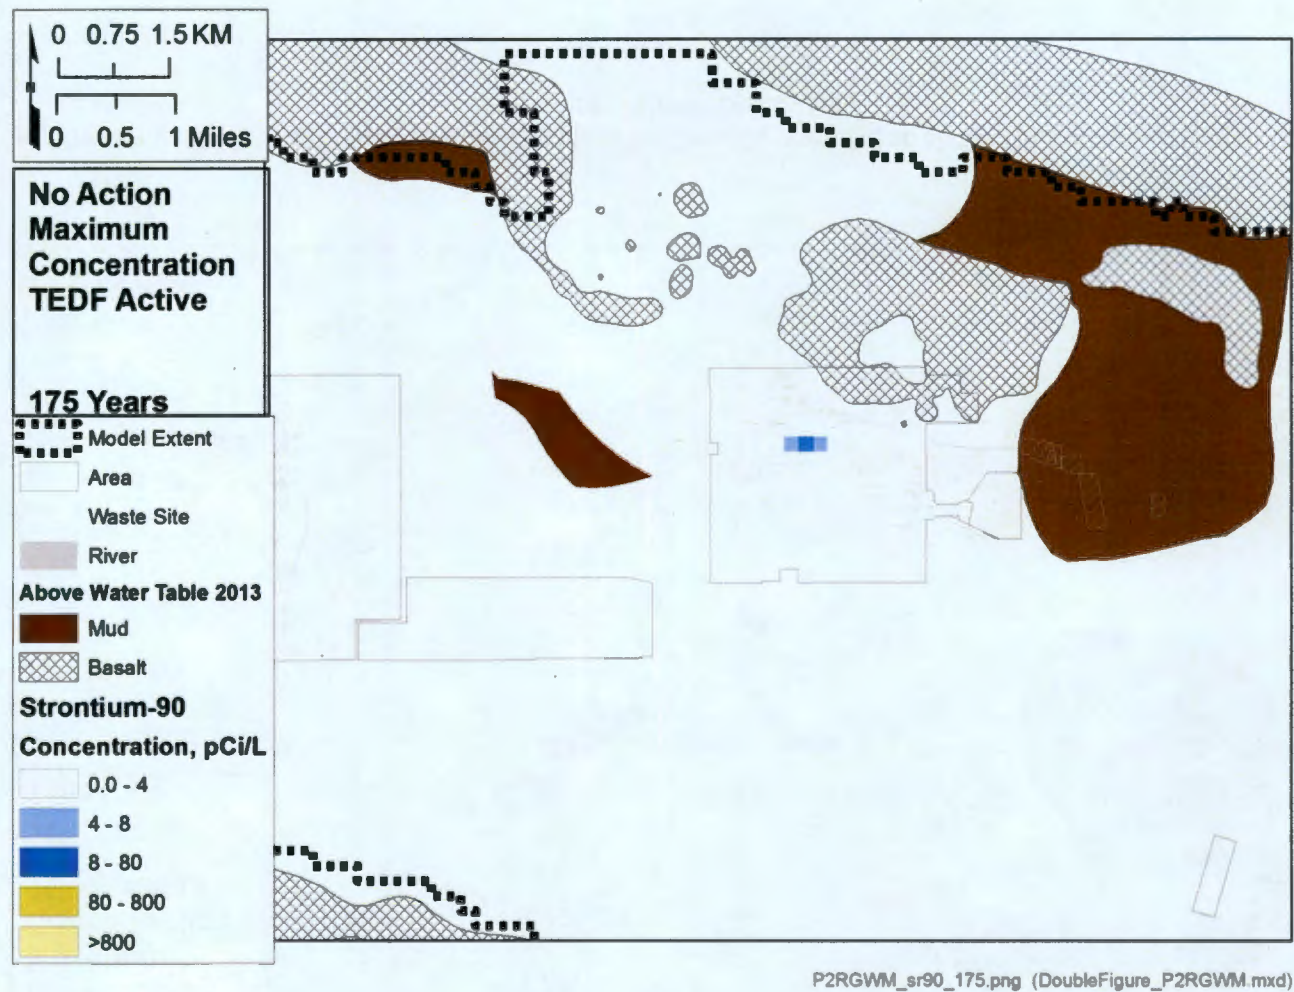 0 0.75 1.5 KM
0 0.5 1 Miles
No Action
Maximum
Concentration
TEDF Active
175 Years
Model Extent
Area
Waste Site
River
Above Water Table 2013
Mud
Basalt
Strontium-90
Concentration, pCi/L
0.0 - 4
4 - 8
8 - 80
80 - 800
>800
P2RGWM_sr90_175.png (DoubleFigure_P2RGWM.mxd)